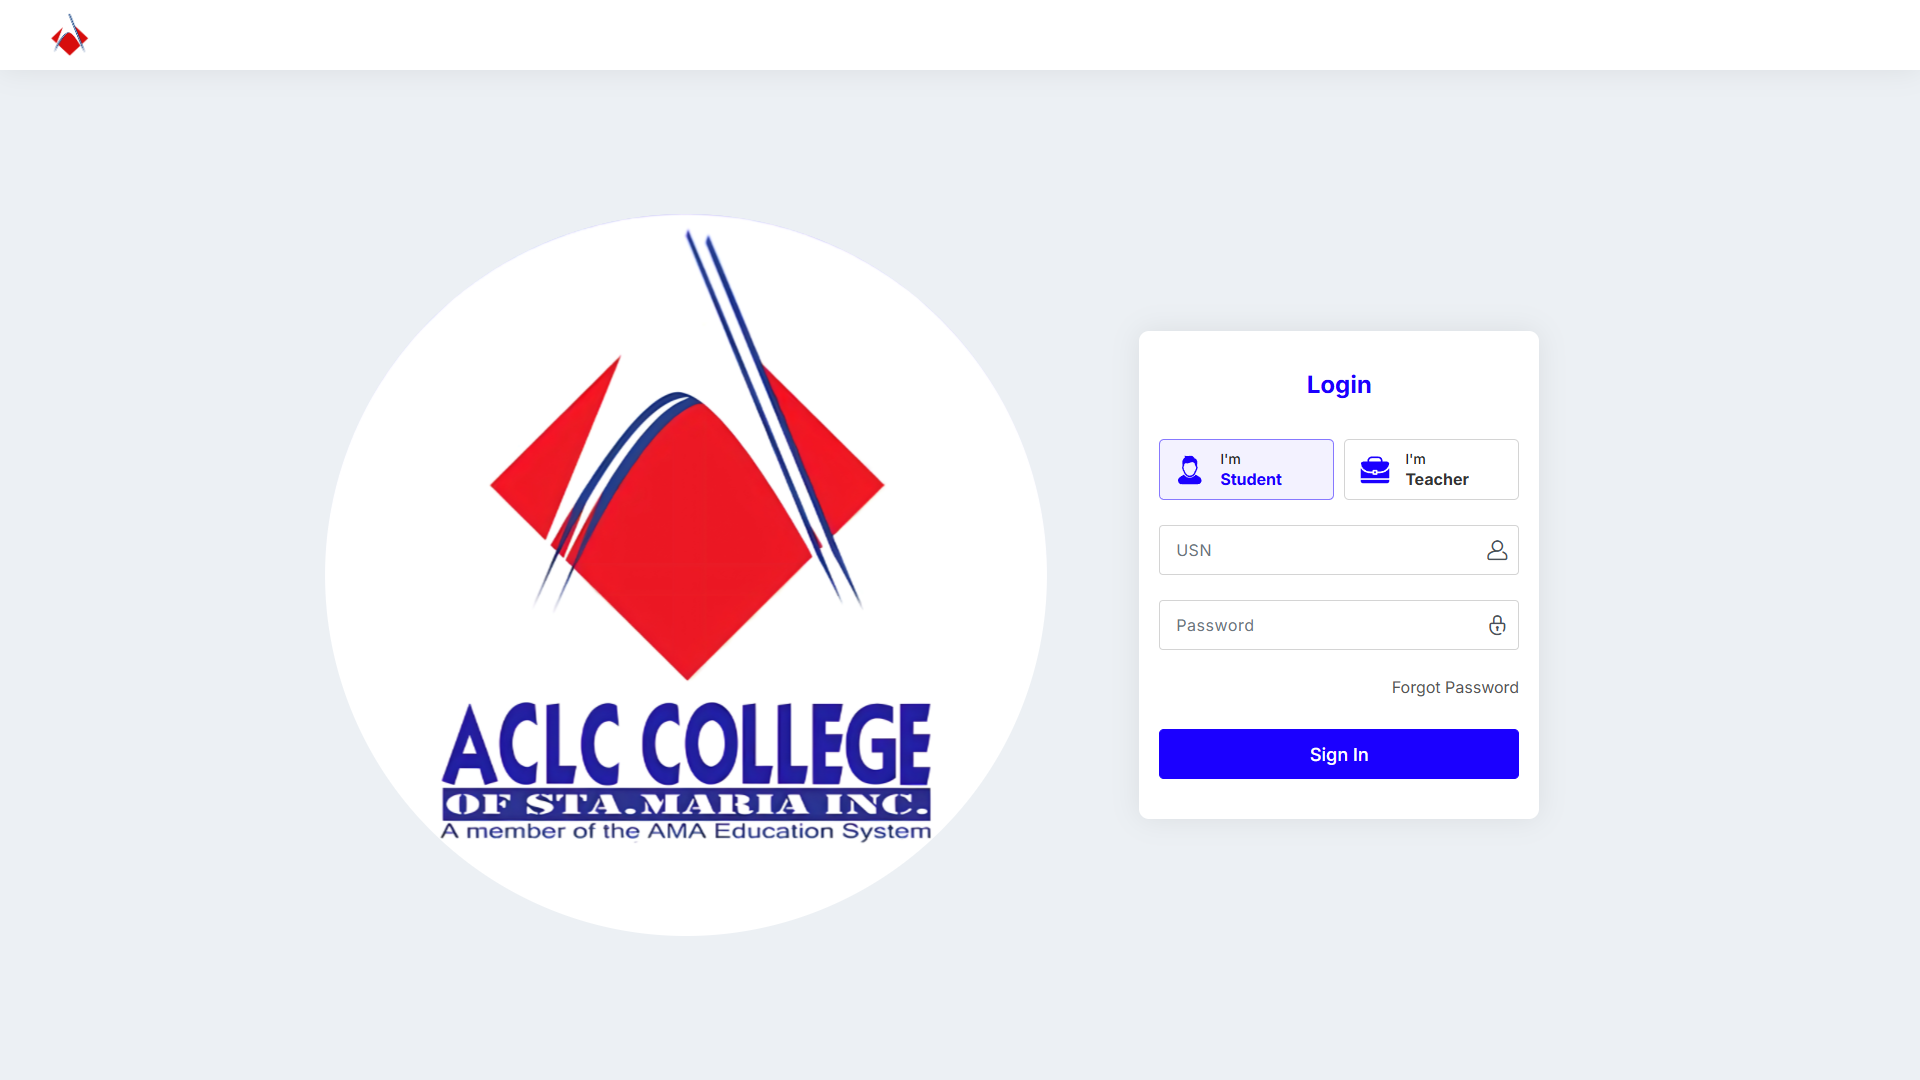 ACLC COLLEGE
OF STA.MARIA INC.
A member of the AMA Education System
Login
I'm
Student
I'm
Teacher
USN
Password
Forgot Password
Sign In